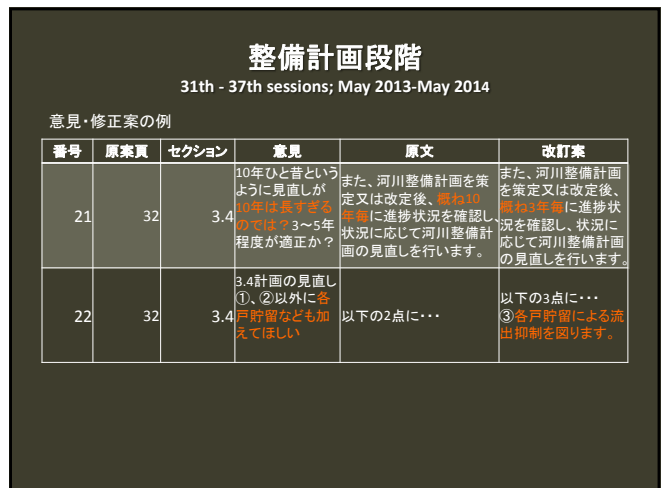 整備計画段階
31th - 37th sessions; May 2013-May 2014
意見・修正案の例
番号 原案頁 セクション 意見 原文 改訂案
21 32 3.4
10年ひと昔という
ように見直しが
10年は長すぎる
のでは？3～5年
程度が適正か？
また、河川整備計画を策
定又は改定後、概ね10
年毎に進捗状況を確認し、
状況に応じて河川整備計
画の見直しを行います。
また、河川整備計画
を策定又は改定後、
概ね3年毎に進捗状
況を確認し、状況に
応じて河川整備計画
の見直しを行います。
22 32 3.4
3.4計画の見直し
①、②以外に各
戸貯留なども加
えてほしい
以下の2点に・・・
以下の3点に・・・
③各戸貯留による流
出抑制を図ります。